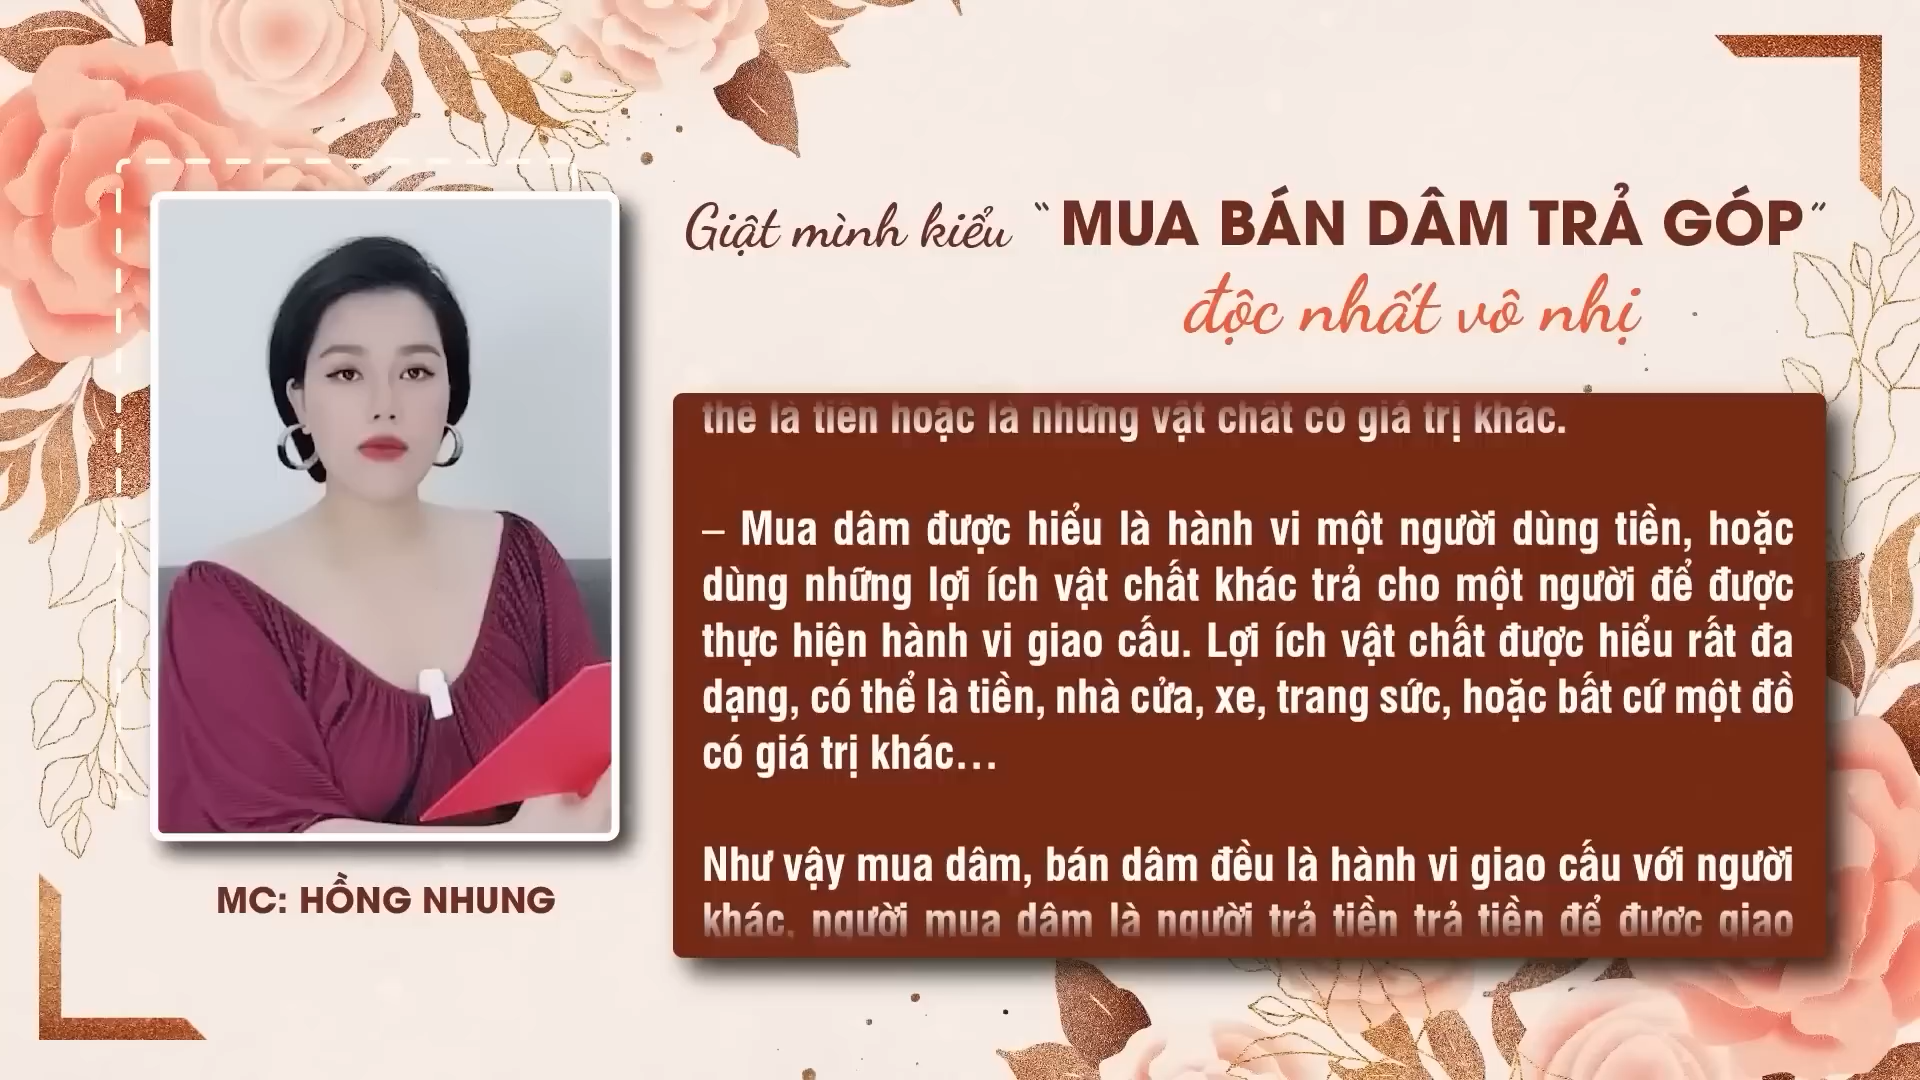 Giật mình kiểu "MUA BÁN DÂM TRẢ GÓP"
độc nhất vô nhị
thể là tiền hoặc là những vật chất có giá trị khác.
– Mua dâm được hiểu là hành vi một người dùng tiền, hoặc
dùng những lợi ích vật chất khác trả cho một người để được
thực hiện hành vi giao cấu. Lợi ích vật chất được hiểu rất đa
dạng, có thể là tiền, nhà cửa, xe, trang sức, hoặc bất cứ một đồ
có giá trị khác...
Như vậy mua dâm, bán dâm đều là hành vi giao cấu với người
khác, người mua dâm là người trả tiền trả tiền để được giao
MC: HỒNG NHUNG